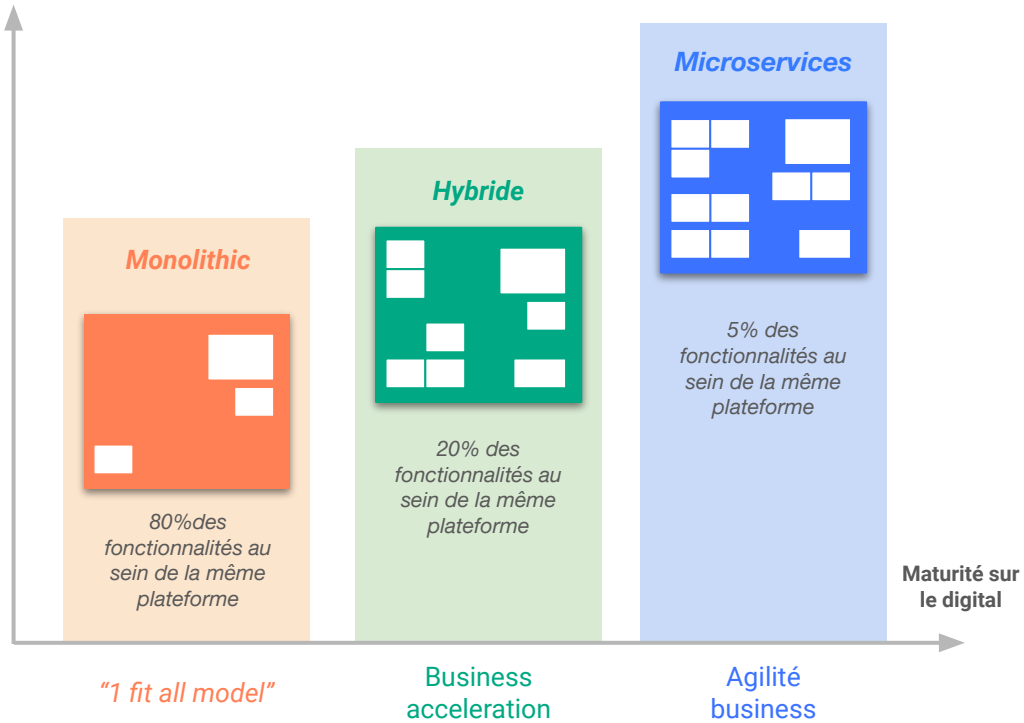 Microservices
Hybride
Monolithic
5% des
fonctionnalités au
sein de la même
plateforme
20% des
fonctionnalités au
sein de la même
plateforme
80%des
fonctionnalités au
sein de la même
plateforme
Maturité sur
le digital
“1 fit all model”
Business
acceleration
Agilité
business